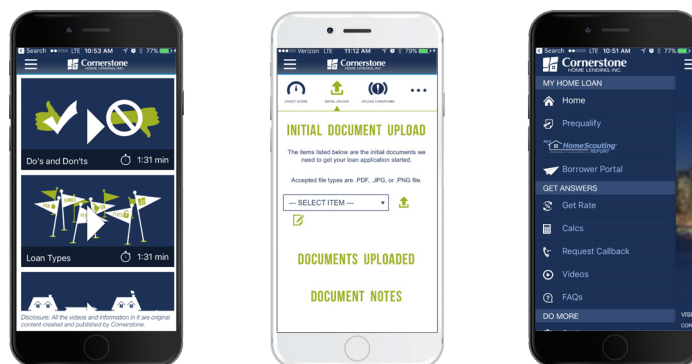 Search LTE 10:53 AM 77%
Cornerstone
HOME LENDING, INC.
Do's and Don'ts 1:31 min
Loan Types 1:31 min
Disclosure: All the videos and information in it are original
content created and published by Cornerstone.
Verizon LTE 11:12 AM 79%
Cornerstone
HOME LENDING, INC.
CREDIT SCORE INITIAL UPLOAD UPLOAD CONDITIONS
INITIAL DOCUMENT UPLOAD
The items listed below are the initial documents we
need to get your loan application started.
Accepted file types are .PDF, .JPG, or .PNG file.
--- SELECT ITEM ---
DOCUMENTS UPLOADED
DOCUMENT NOTES
Search LTE 10:51 AM 77%
Cornerstone
HOME LENDING, INC.
MY HOME LOAN
Home
Prequalify
HomeScouting
REPORT
Borrower Portal
GET ANSWERS
Get Rate
Calcs
Request Callback
Videos
FAQs
DO MORE
VISI
COR